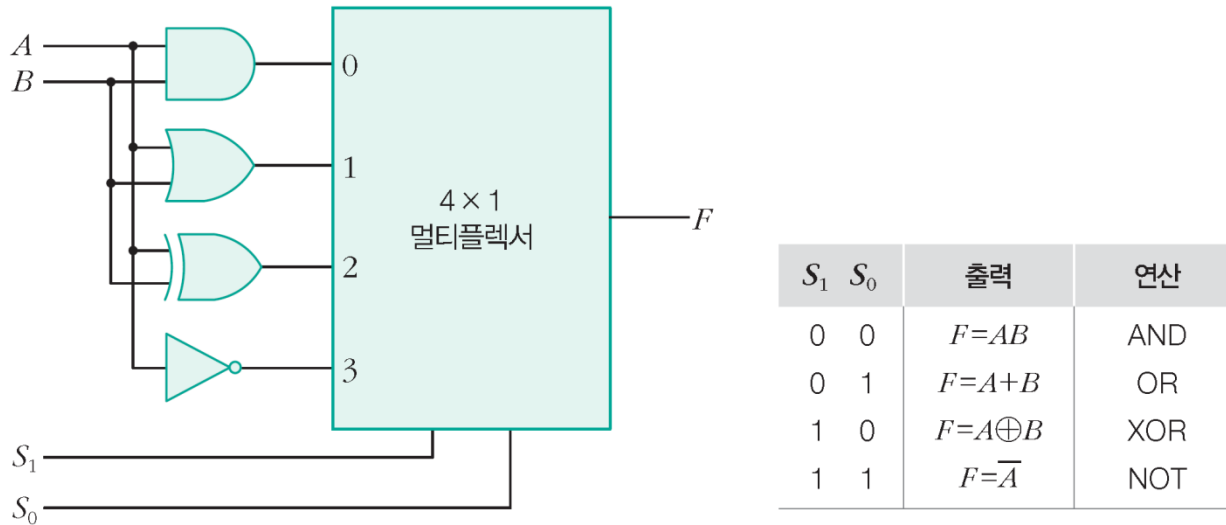 A
B
0
1
2
3
4 × 1
멀티플렉서
F
S₁
S₀
S₁ S₀ 출력 연산
0 0 F=AB AND
0 1 F=A+B OR
1 0 F=A⊕B XOR
1 1 F=A̅ NOT